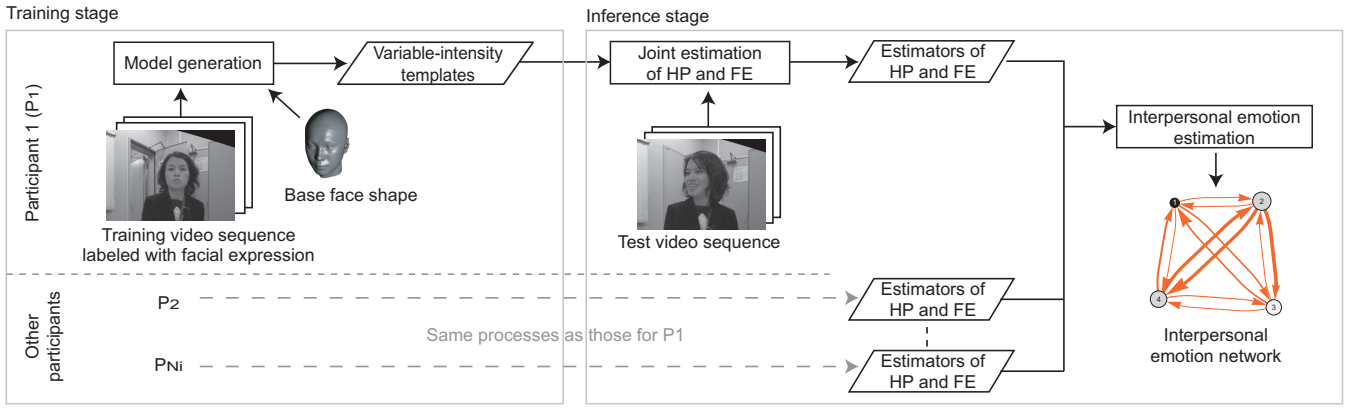 Training stage
Inference stage
Participant 1 (P1)
Model generation
Variable-intensity
templates
Joint estimation
of HP and FE
Estimators of
HP and FE
Interpersonal emotion
estimation
Base face shape
Training video sequence
labeled with facial expression
Test video sequence
1
2
4
3
Interpersonal
emotion network
Other
participants
P2
Same processes as those for P1
PNi
Estimators of
HP and FE
Estimators of
HP and FE